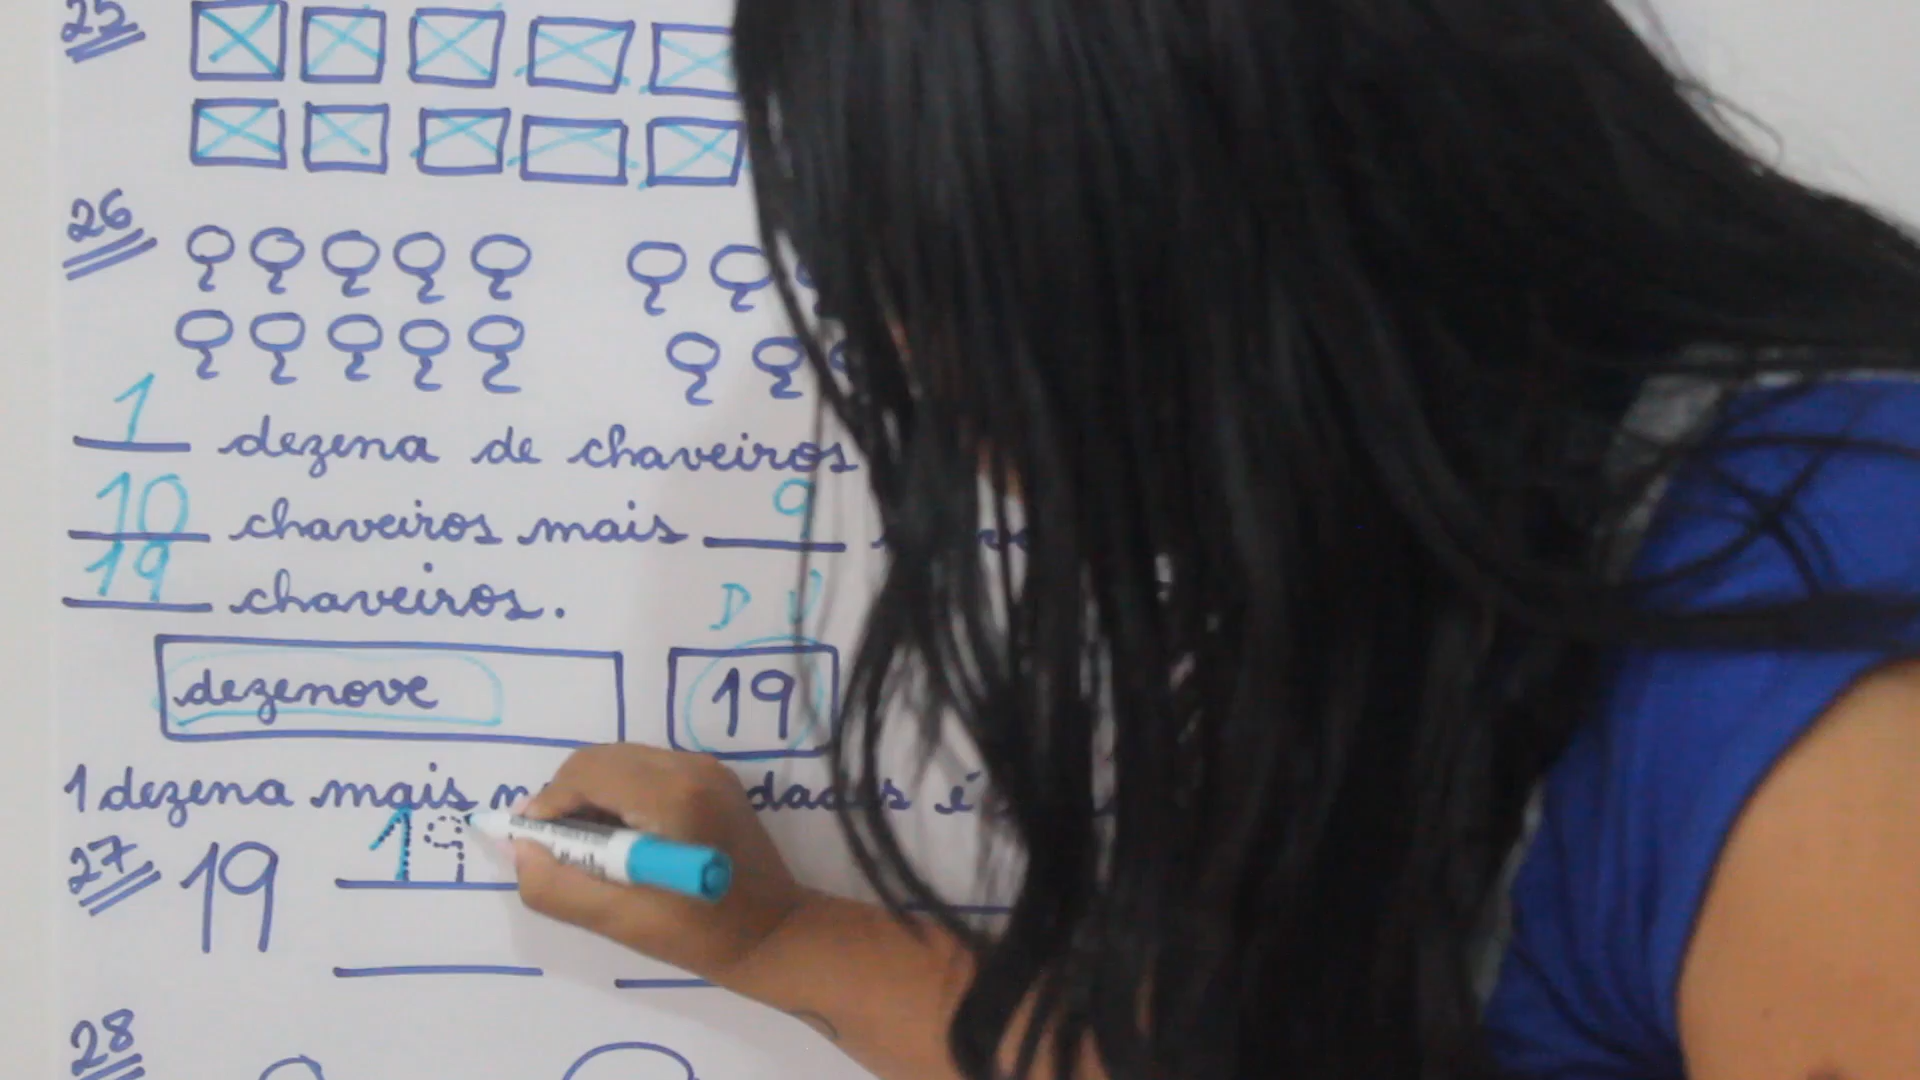 25
26
1 dezena de chaveiros
10 chaveiros mais 9
19 chaveiros.
D U
dezenove 19
1 dezena mais é
27 19 19
28